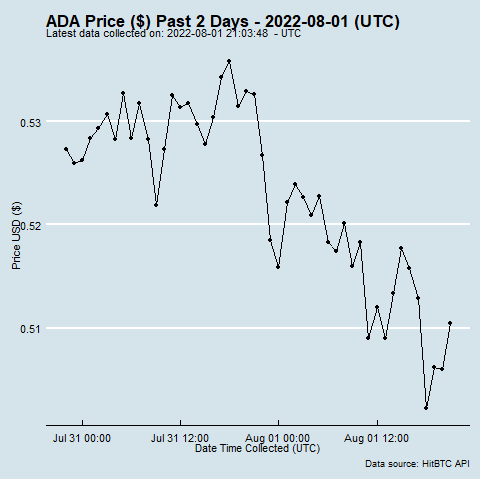 ADA Price ($) Past 2 Days - 2022-08-01 (UTC)
Latest data collected on: 2022-08-01 21:03:48 - UTC
0.53
0.52
0.51
Price USD ($)
Jul 31 00:00
Jul 31 12:00
Aug 01 00:00
Aug 01 12:00
Date Time Collected (UTC)
Data source: HitBTC API